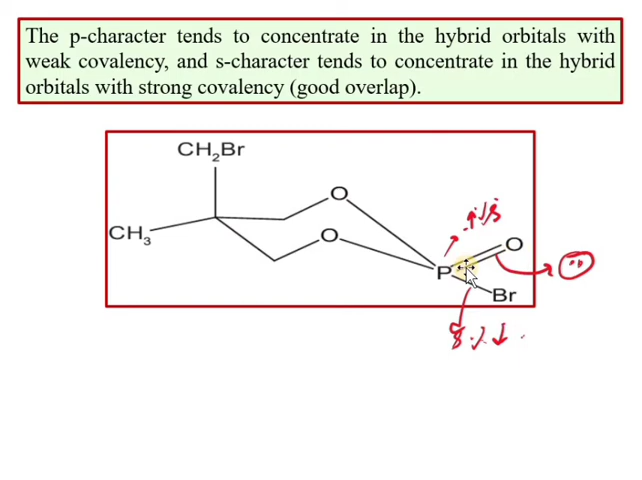 The p-character tends to concentrate in the hybrid orbitals with
weak covalency, and s-character tends to concentrate in the hybrid
orbitals with strong covalency (good overlap).
CH2Br
O
CH3
O
O
P
Br